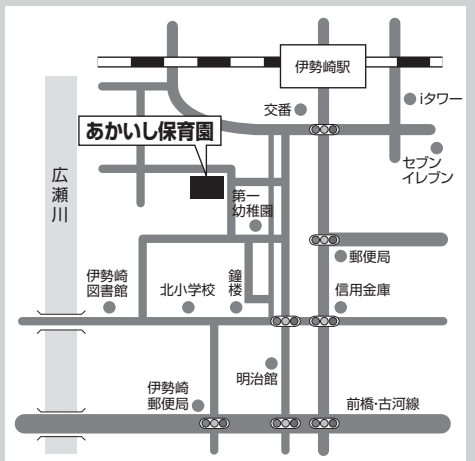 伊勢崎駅
iタワー
交番
あかいし保育園
セブン
イレブン
広瀬川
第一
幼稚園
郵便局
伊勢崎
図書館
北小学校
鐘楼
信用金庫
明治館
伊勢崎
郵便局
前橋・古河線